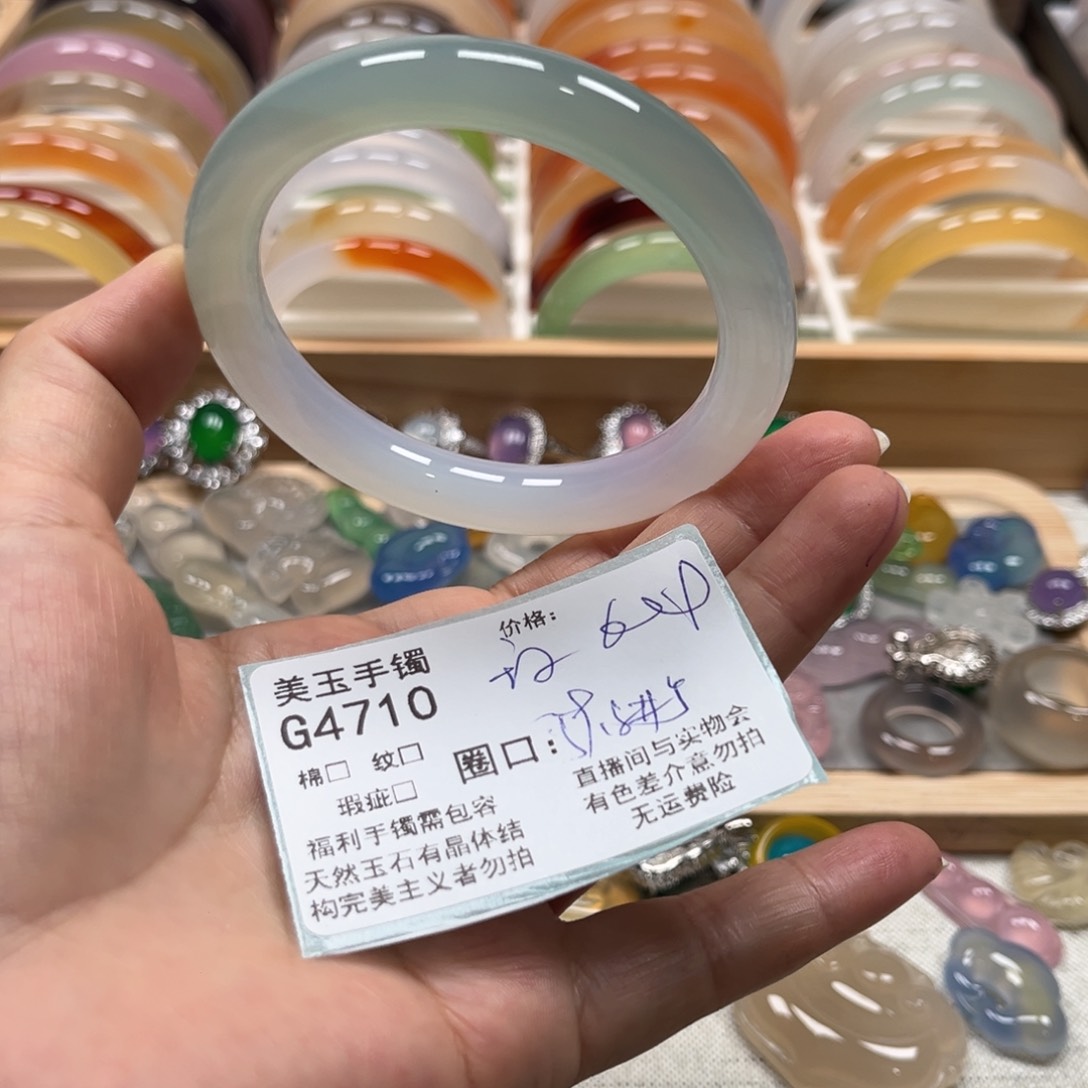 价格:
美玉手镯
G4710
棉□ 纹□ 圈口:
瑕疵□
福利手镯需包容
天然玉石有晶体结
构完美主义者勿拍
直播间与实物会
有色差介意勿拍
无运费险